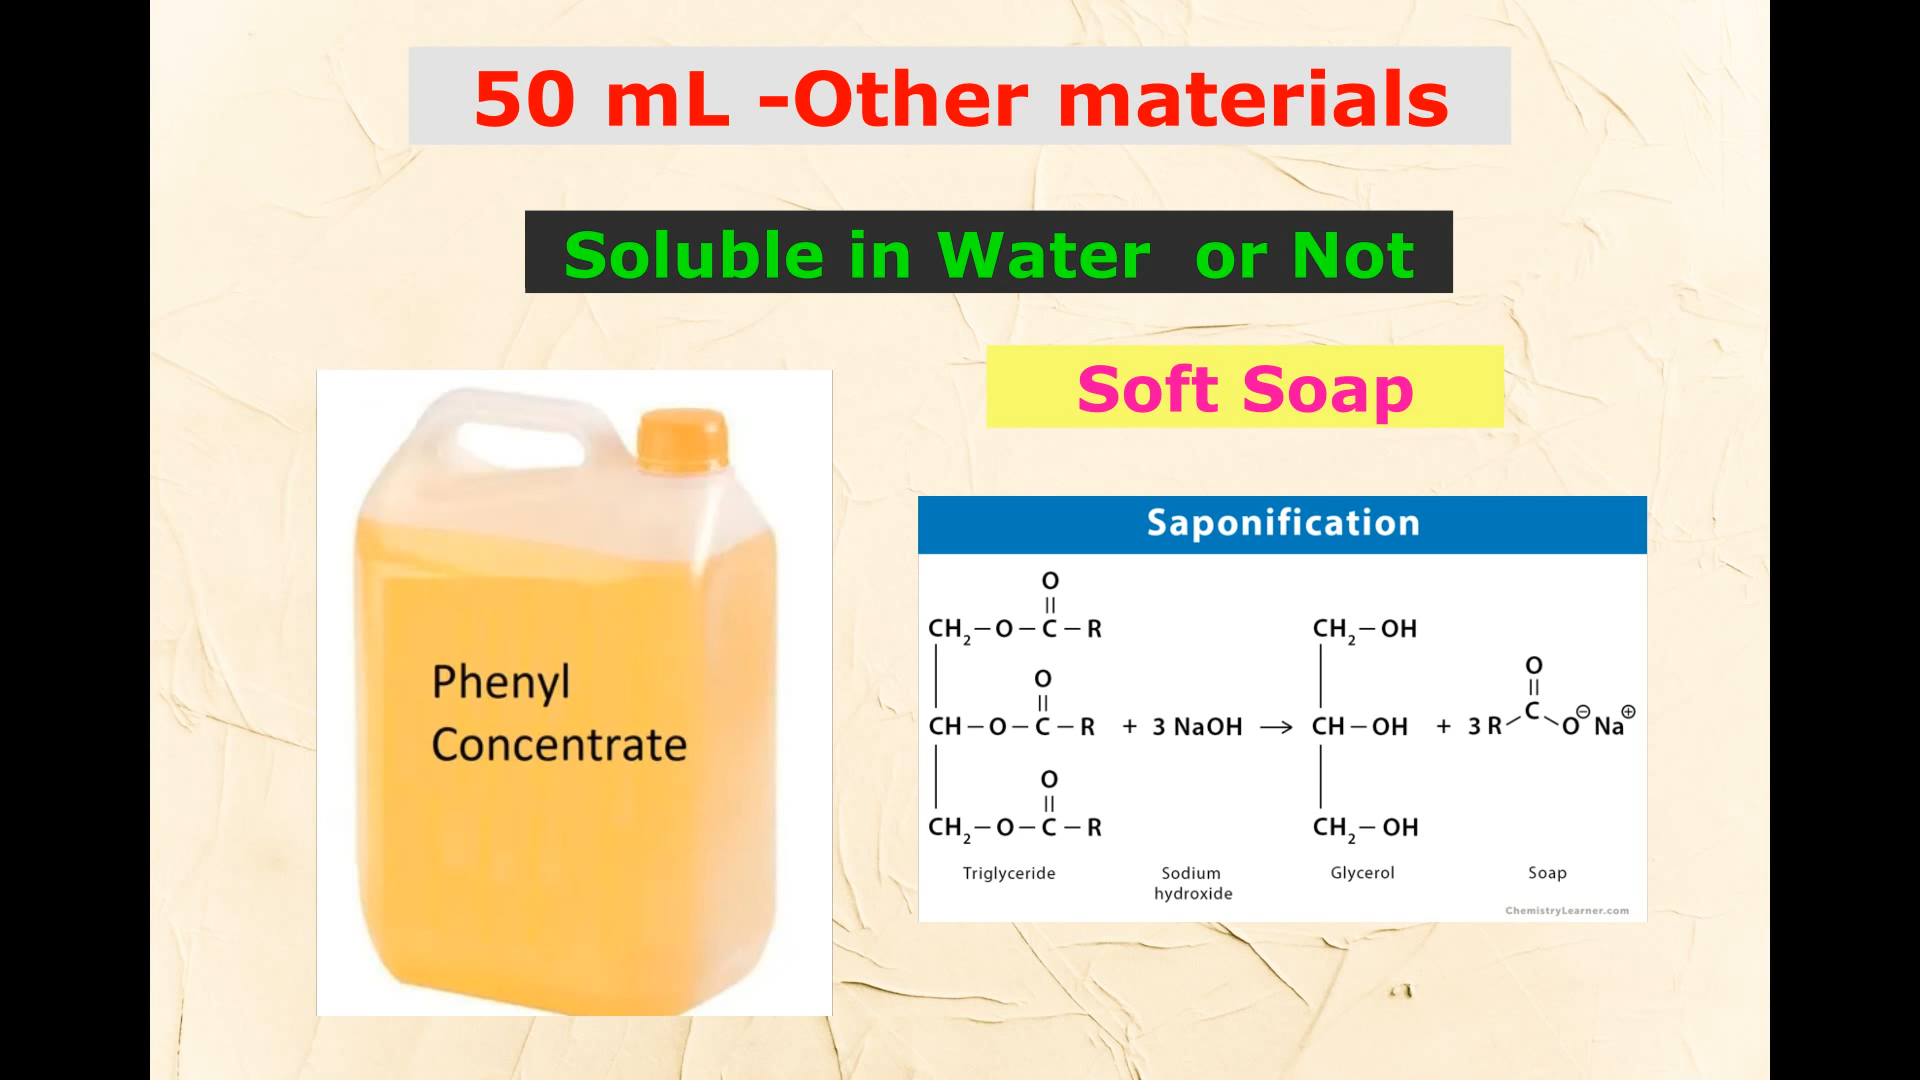 50 mL -Other materials
Soluble in Water or Not
Soft Soap
Phenyl
Concentrate
Saponification
O
||
CH₂—O—C—R
O
||
CH—O—C—R + 3 NaOH → CH—OH + 3 R C O⊖ Na⊕
O
||
CH₂—O—C—R
CH₂—OH
O
||
CH₂—OH
Triglyceride
Sodium
hydroxide
Glycerol
Soap
ChemistryLearner.com